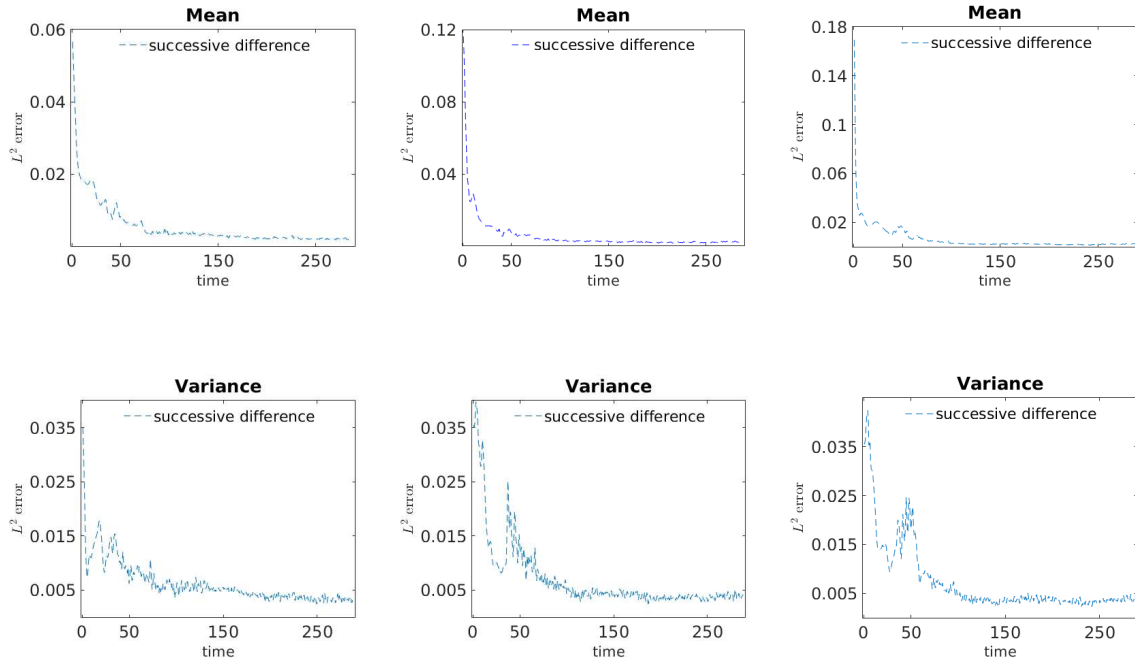 Mean
successive difference
0.06
0.04
0.02
L² error
0 50 150 250
time
Mean
successive difference
0.12
0.08
0.04
L² error
0 50 150 250
time
Mean
successive difference
0.18
0.14
0.1
0.06
0.02
L² error
0 50 150 250
time
Variance
successive difference
0.035
0.025
0.015
0.005
L² error
0 50 150 250
time
Variance
successive difference
0.035
0.025
0.015
0.005
L² error
0 50 150 250
time
Variance
successive difference
0.035
0.025
0.015
0.005
L² error
0 50 150 250
time